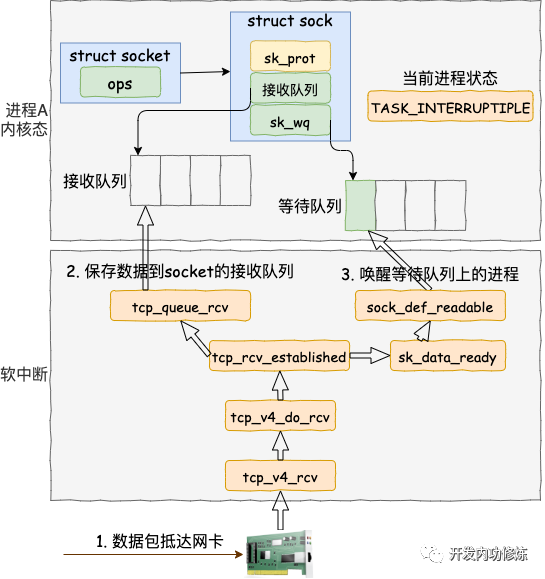 struct sock
struct socket
sk_prot
ops
接收队列
sk_wq
当前进程状态
TASK_INTERRUPTIPLE
进程A
内核态
接收队列
等待队列
2. 保存数据到socket的接收队列
3. 唤醒等待队列上的进程
tcp_queue_rcv
sock_def_readable
tcp_rcv_established
sk_data_ready
软中断
tcp_v4_do_rcv
tcp_v4_rcv
1. 数据包抵达网卡
开发内功修炼